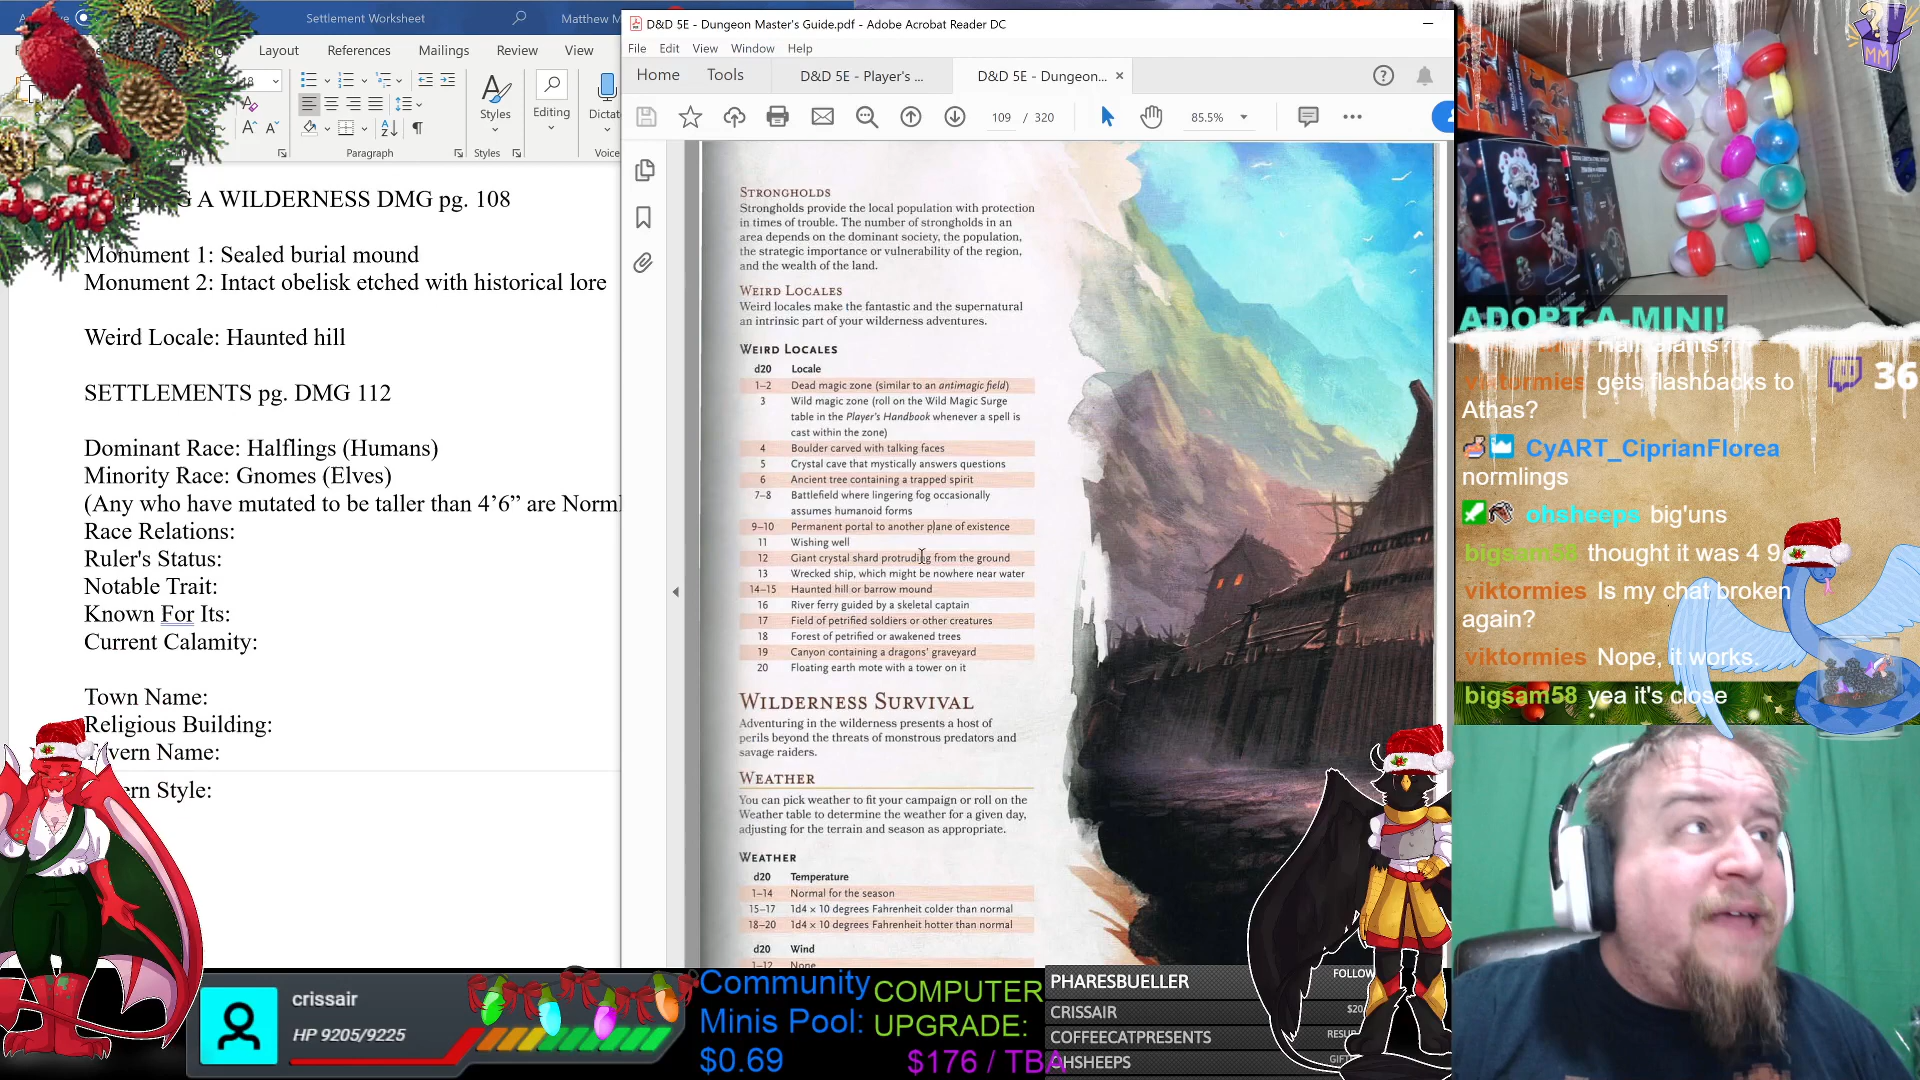 Settlement Worksheet
Matthew M
Layout References Mailings Review View
Styles
Editing
Dictat
Paragraph
Styles
Voice
G A WILDERNESS DMG pg. 108
Monument 1: Sealed burial mound
Monument 2: Intact obelisk etched with historical lore
Weird Locale: Haunted hill
SETTLEMENTS pg. DMG 112
Dominant Race: Halflings (Humans)
Minority Race: Gnomes (Elves)
(Any who have mutated to be taller than 4’6” are Norml
Race Relations:
Ruler's Status:
Notable Trait:
Known For Its:
Current Calamity:
Town Name:
Religious Building:
vern Name:
ern Style:
D&D 5E - Dungeon Master's Guide.pdf - Adobe Acrobat Reader DC
File Edit View Window Help
Home Tools D&D 5E - Player's ... D&D 5E - Dungeon...
109 / 320 85.5%
STRONGHOLDS
Strongholds provide the local population with protection
in times of trouble. The number of strongholds in an
area depends on the dominant society, the population,
the strategic importance or vulnerability of the region,
and the wealth of the land.
WEIRD LOCALES
Weird locales make the fantastic and the supernatural
an intrinsic part of your wilderness adventures.
WEIRD LOCALES
d20 Locale
1–2 Dead magic zone (similar to an antimagic field)
3 Wild magic zone (roll on the Wild Magic Surge
table in the Player's Handbook whenever a spell is
cast within the zone)
4 Boulder carved with talking faces
5 Crystal cave that mystically answers questions
6 Ancient tree containing a trapped spirit
7–8 Battlefield where lingering fog occasionally
assumes humanoid forms
9–10 Permanent portal to another plane of existence
11 Wishing well
12 Giant crystal shard protruding from the ground
13 Wrecked ship, which might be nowhere near water
14–15 Haunted hill or barrow mound
16 River ferry guided by a skeletal captain
17 Field of petrified soldiers or other creatures
18 Forest of petrified or awakened trees
19 Canyon containing a dragons' graveyard
20 Floating earth mote with a tower on it
WILDERNESS SURVIVAL
Adventuring in the wilderness presents a host of
perils beyond the threats of monstrous predators and
savage raiders.
WEATHER
You can pick weather to fit your campaign or roll on the
Weather table to determine the weather for a given day,
adjusting for the terrain and season as appropriate.
WEATHER
d20 Temperature
1–14 Normal for the season
15–17 1d4 × 10 degrees Fahrenheit colder than normal
18–20 1d4 × 10 degrees Fahrenheit hotter than normal
d20 Wind
1–12 None
MM
ADOPT-A-MINI!
36
viktormies gets flashbacks to
Athas?
CyART_CiprianFlorea
normlings
ohsheeps big'uns
bigsam58 thought it was 4 9
viktormies Is my chat broken
again?
viktormies Nope, it works.
bigsam58 yea it's close
crissair
HP 9205/9225
Community
Minis Pool:
$0.69
COMPUTER
UPGRADE:
$176 / TBA
PHARESBUELLER FOLLOW
CRISSAIR $20
COFFEECATPRESENTS RESU
OHSHEEPS GIFT